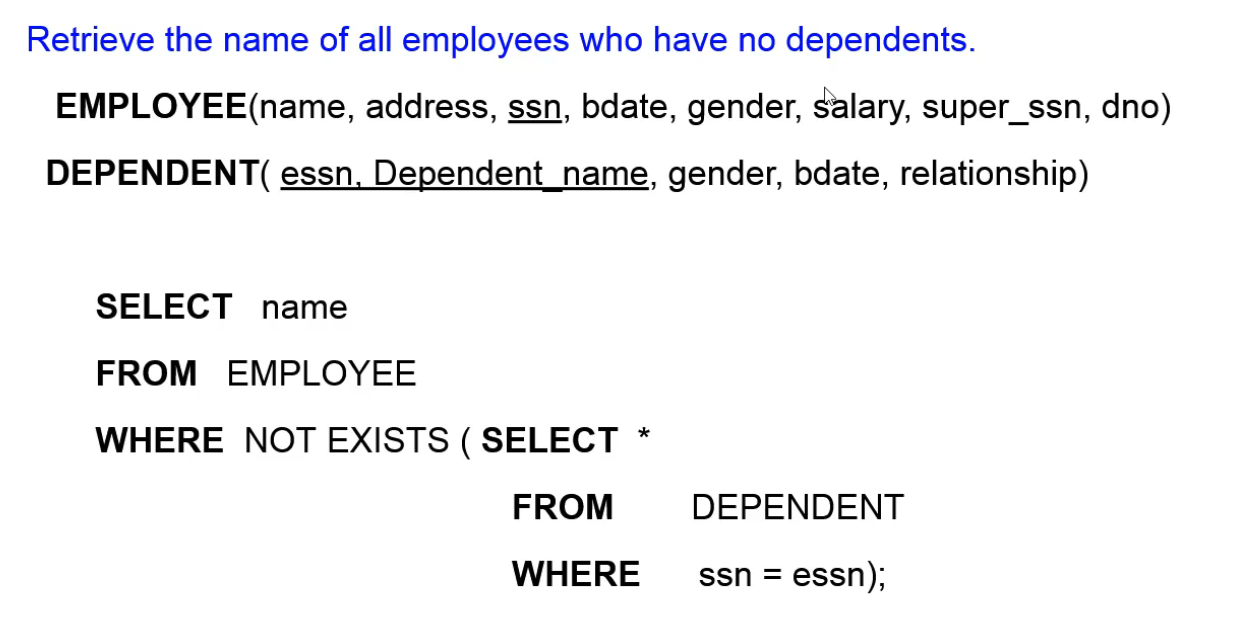 Retrieve the name of all employees who have no dependents.
EMPLOYEE(name, address, ssn, bdate, gender, salary, super_ssn, dno)
DEPENDENT( essn, Dependent_name, gender, bdate, relationship)
SELECT name
FROM EMPLOYEE
WHERE NOT EXISTS ( SELECT *
FROM DEPENDENT
WHERE ssn = essn);